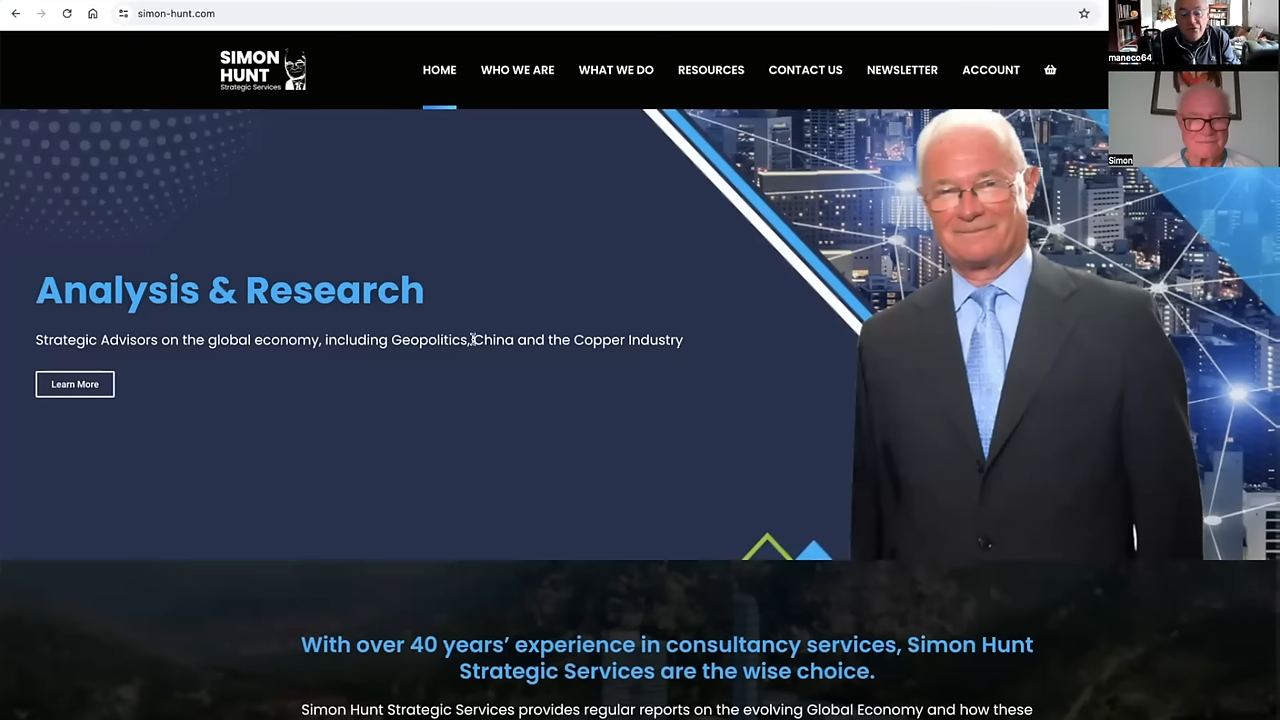 simon-hunt.com
maneco64
SIMON
HUNT
Strategic Services
HOME WHO WE ARE WHAT WE DO RESOURCES CONTACT US NEWSLETTER ACCOUNT
Simon
Analysis & Research
Strategic Advisors on the global economy, including Geopolitics, China and the Copper Industry
Learn More
With over 40 years’ experience in consultancy services, Simon Hunt
Strategic Services are the wise choice.
Simon Hunt Strategic Services provides regular reports on the evolving Global Economy and how these